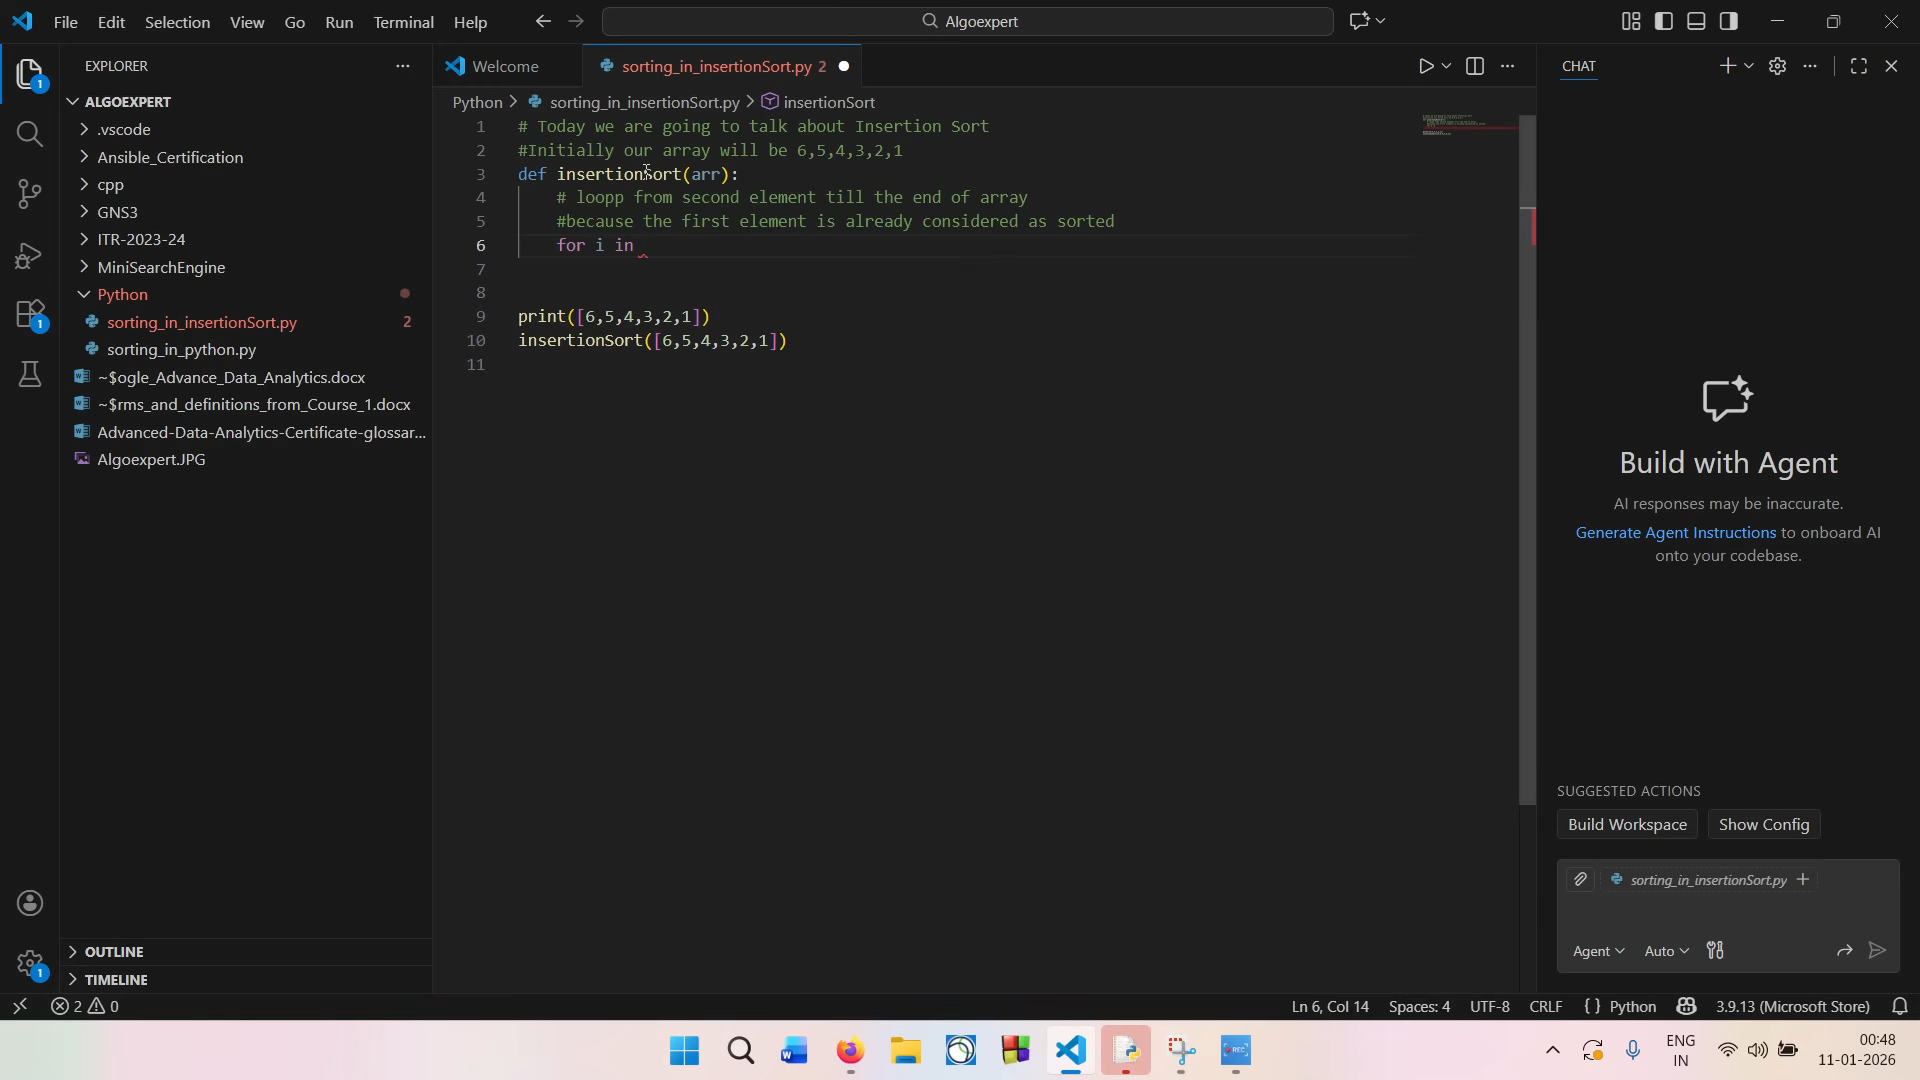 File Edit Selection View Go Run Terminal Help
Algoexpert
EXPLORER
ALGOEXPERT
.vscode
Ansible_Certification
cpp
GNS3
ITR-2023-24
MiniSearchEngine
Python
sorting_in_insertionSort.py 2
sorting_in_python.py
~$ogle_Advance_Data_Analytics.docx
~$rms_and_definitions_from_Course_1.docx
Advanced-Data-Analytics-Certificate-glossar...
Algoexpert.JPG
OUTLINE
TIMELINE
1
1
1
Welcome
sorting_in_insertionSort.py 2
Python > sorting_in_insertionSort.py > insertionSort
1 # Today we are going to talk about Insertion Sort
2 #Initially our array will be 6,5,4,3,2,1
3 def insertionSort(arr):
4 # loopp from second element till the end of array
5 #because the first element is already considered as sorted
6 for i in
7
8
9 print([6,5,4,3,2,1])
10 insertionSort([6,5,4,3,2,1])
11
CHAT
Build with Agent
AI responses may be inaccurate.
Generate Agent Instructions to onboard AI
onto your codebase.
SUGGESTED ACTIONS
Build Workspace Show Config
sorting_in_insertionSort.py
Agent Auto
2 0
Ln 6, Col 14 Spaces: 4 UTF-8 CRLF {} Python 3.9.13 (Microsoft Store)
REC
ENG
IN
00:48
11-01-2026